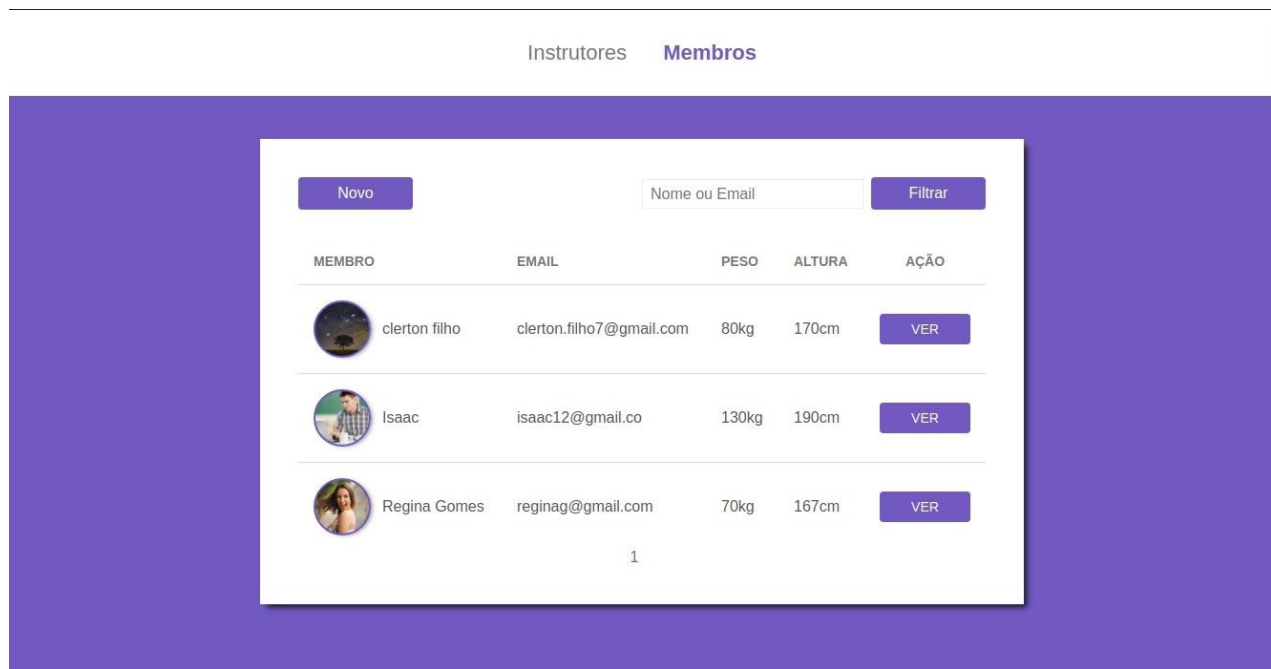 Instrutores Membros
Novo Nome ou Email Filtrar
MEMBRO EMAIL PESO ALTURA AÇÃO
clerton filho clerton.filho7@gmail.com 80kg 170cm VER
Isaac isaac12@gmail.co 130kg 190cm VER
Regina Gomes reginag@gmail.com 70kg 167cm VER
1